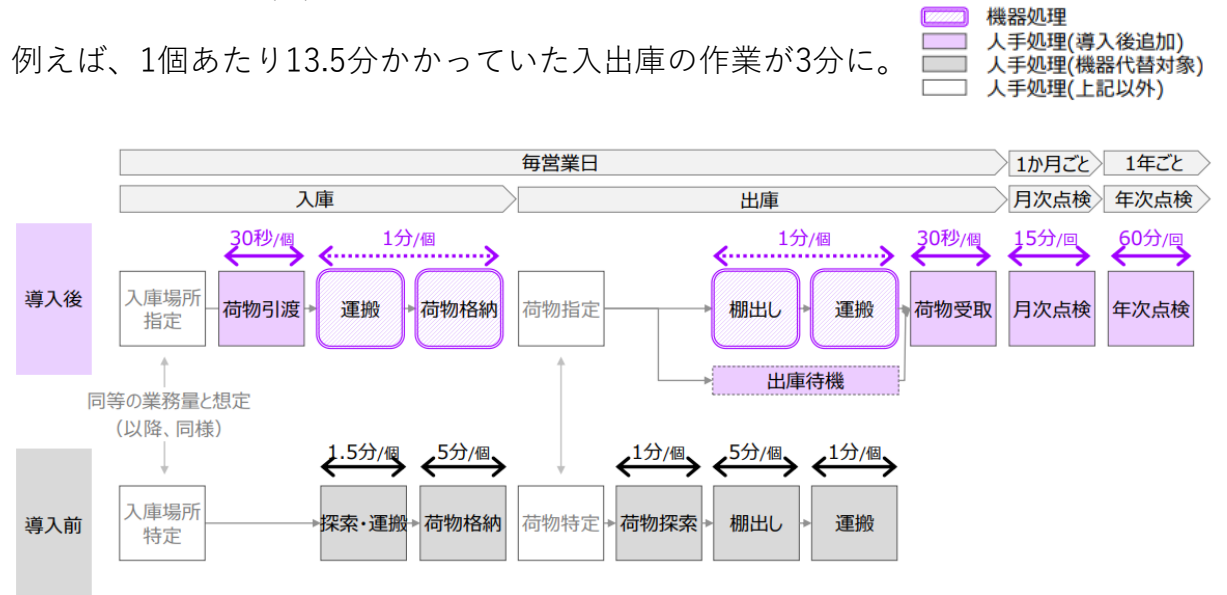 機器処理
人手処理(導入後追加)
人手処理(機器代替対象)
人手処理(上記以外)
例えば、1個あたり13.5分かかっていた入出庫の作業が3分に。
毎営業日
1か月ごと
1年ごと
入庫
出庫
月次点検
年次点検
導入後
30秒/個
1分/個
1分/個
30秒/個
15分/回
60分/回
入庫場所
指定
荷物引渡
運搬
荷物格納
荷物指定
棚出し
運搬
荷物受取
月次点検
年次点検
出庫待機
同等の業務量と想定
(以降、同様)
導入前
1.5分/個
5分/個
1分/個
5分/個
1分/個
入庫場所
特定
探索・運搬
荷物格納
荷物特定
荷物探索
棚出し
運搬